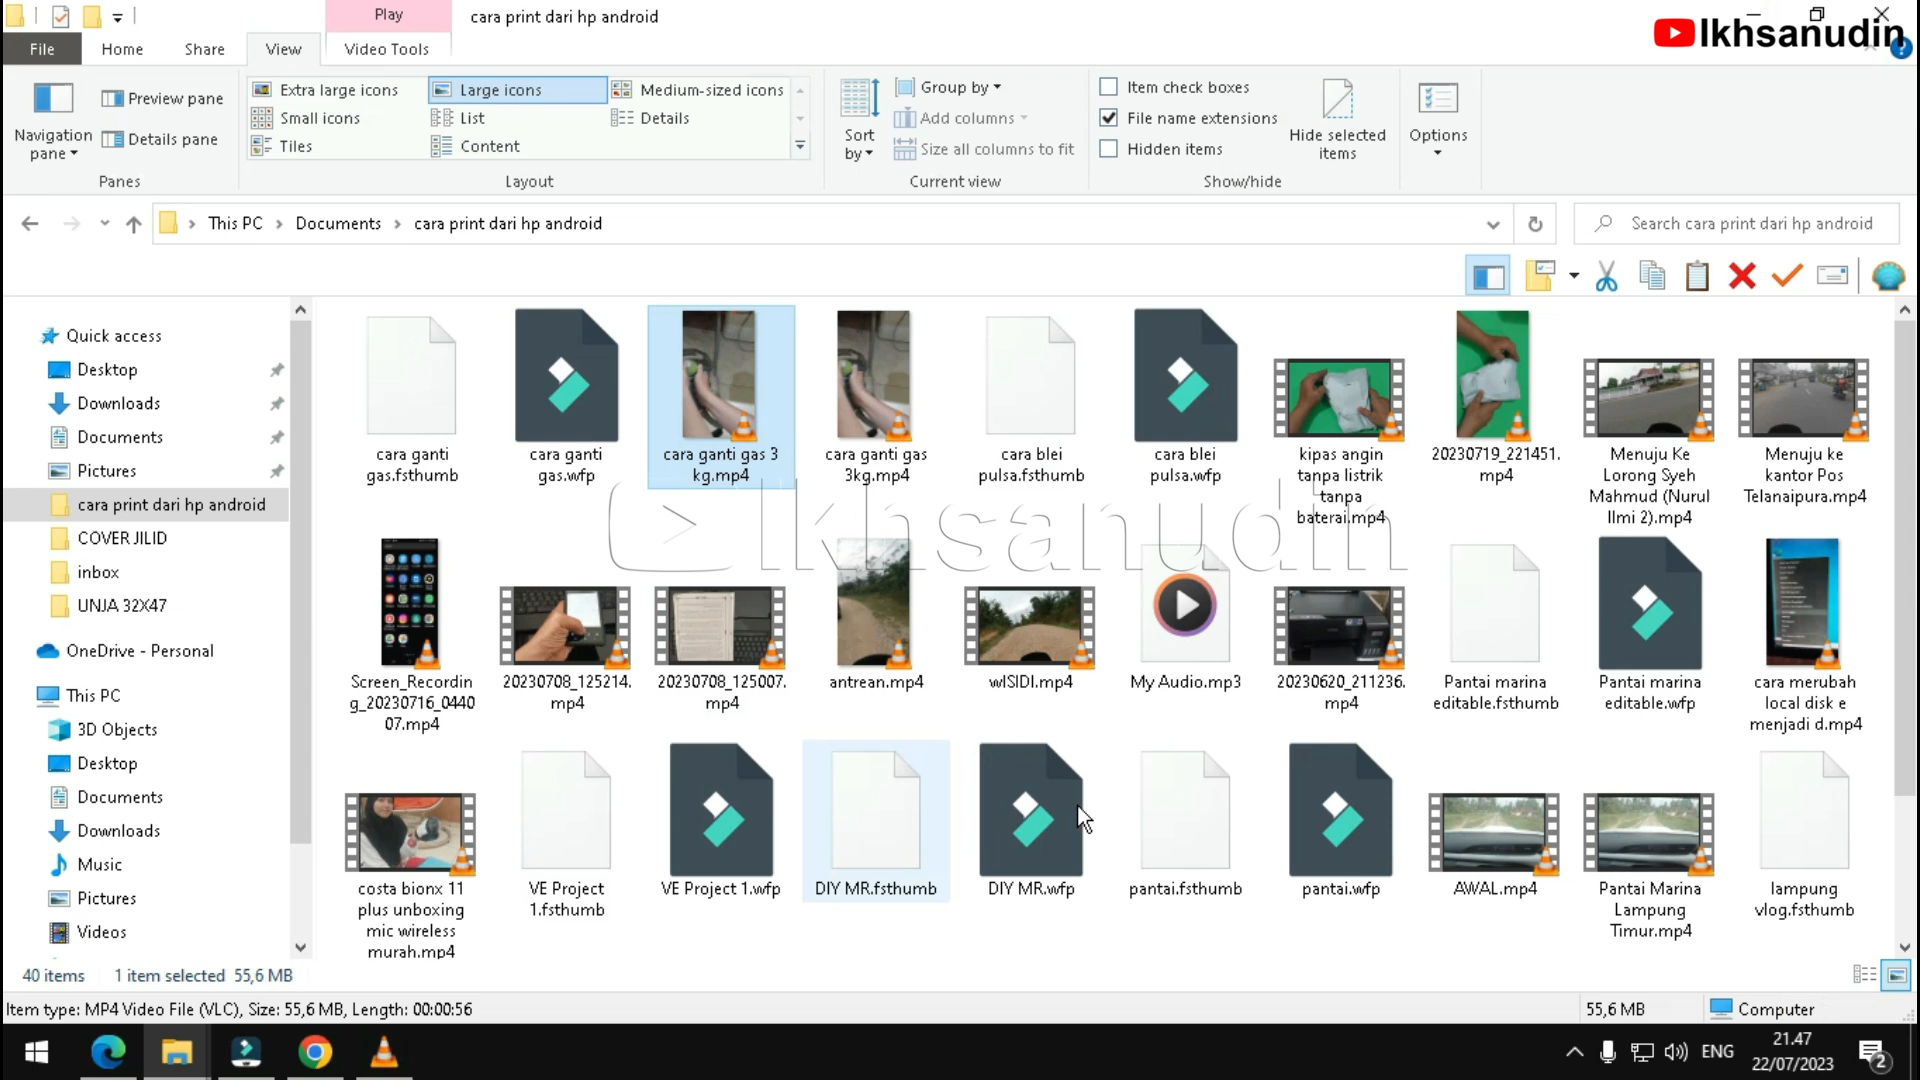 Play
cara print dari hp android
Ikhsanudin
File
Home
Share
View
Video Tools
Navigation pane
Preview pane
Details pane
Panes
Extra large icons
Large icons
Medium-sized icons
Small icons
List
Details
Tiles
Content
Layout
Sort by
Group by
Add columns
Size all columns to fit
Current view
Item check boxes
File name extensions
Hidden items
Hide selected items
Show/hide
Options
This PC
Documents
cara print dari hp android
Search cara print dari hp android
Quick access
Desktop
Downloads
Documents
Pictures
cara print dari hp android
COVER JILID
inbox
UNJA 32X47
OneDrive - Personal
This PC
3D Objects
Desktop
Documents
Downloads
Music
Pictures
Videos
cara ganti
gas.fsthumb
cara ganti
gas.wfp
cara ganti gas 3
kg.mp4
cara ganti gas
3kg.mp4
cara blei
pulsa.fsthumb
cara blei
pulsa.wfp
kipas angin
tanpa listrik
tanpa
baterai.mp4
20230719_221451.
mp4
Menuju Ke
Lorong Syeh
Mahmud (Nurul
Ilmi 2).mp4
Menuju ke
kantor Pos
Telanaipura.mp4
Ikhsanudin
Screen_Recordin
g_20230716_0440
07.mp4
20230708_125214.
mp4
20230708_125007.
mp4
antrean.mp4
wISIDI.mp4
My Audio.mp3
20230620_211236.
mp4
Pantai marina
editable.fsthumb
Pantai marina
editable.wfp
cara merubah
local disk e
menjadi d.mp4
costa bionx 11
plus unboxing
mic wireless
murah.mp4
VE Project
1.fsthumb
VE Project 1.wfp
DIY MR.fsthumb
DIY MR.wfp
pantai.fsthumb
pantai.wfp
AWAL.mp4
Pantai Marina
Lampung
Timur.mp4
lampung
vlog.fsthumb
40 items
1 item selected 55,6 MB
Item type: MP4 Video File (VLC), Size: 55,6 MB, Length: 00:00:56
55,6 MB
Computer
ENG
21.47
22/07/2023
2